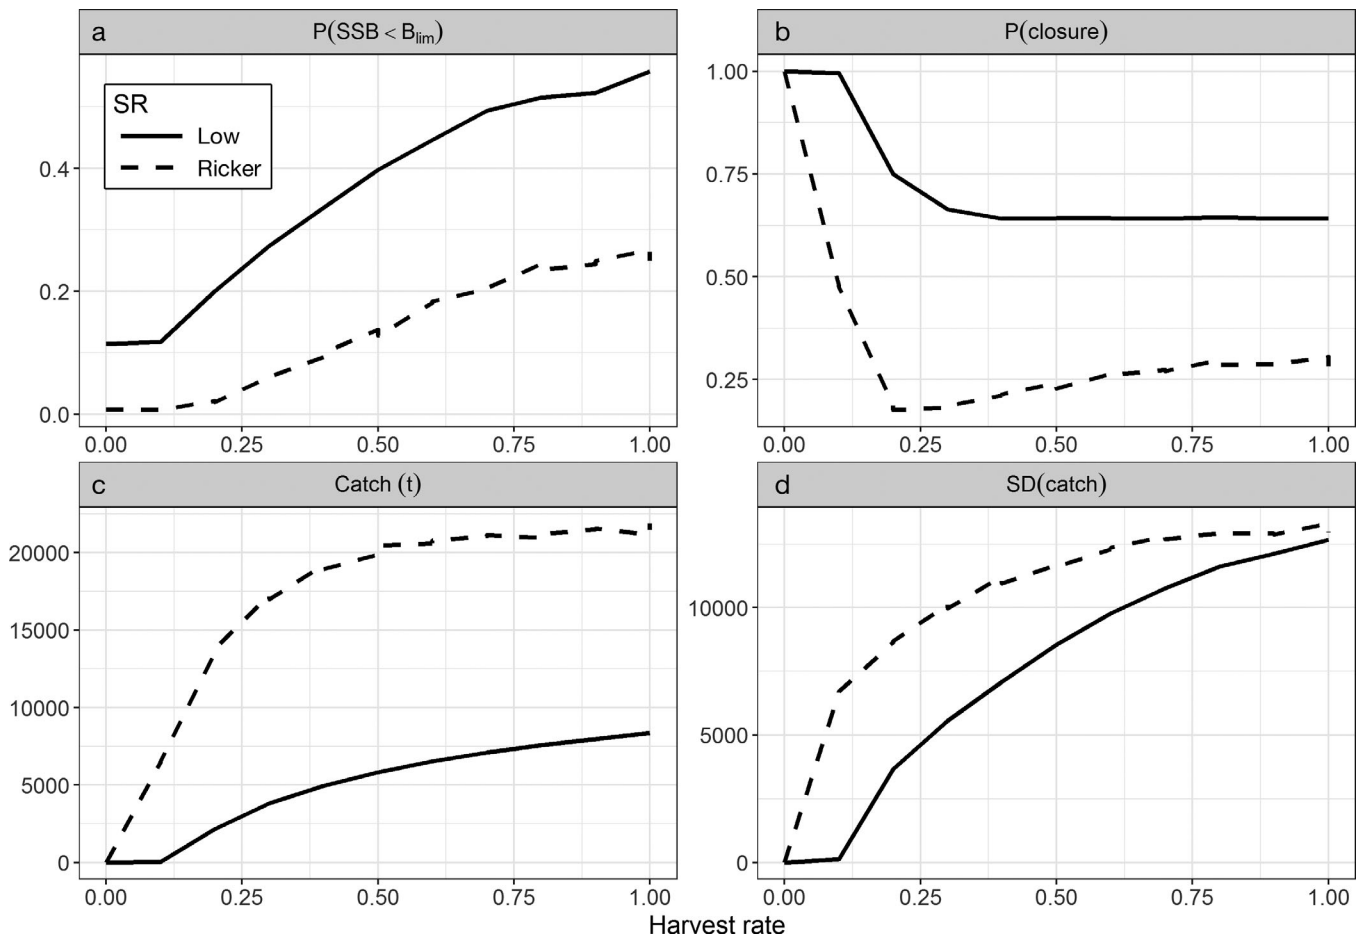 a P(SSB < Blim)
b P(closure)
SR
Low
Ricker
0.4
0.2
0.0
0.00 0.25 0.50 0.75 1.00
1.00
0.75
0.50
0.25
0.00 0.25 0.50 0.75 1.00
c Catch (t)
d SD(catch)
20000
15000
10000
5000
0
0.00 0.25 0.50 0.75 1.00
10000
5000
0
0.00 0.25 0.50 0.75 1.00
Harvest rate